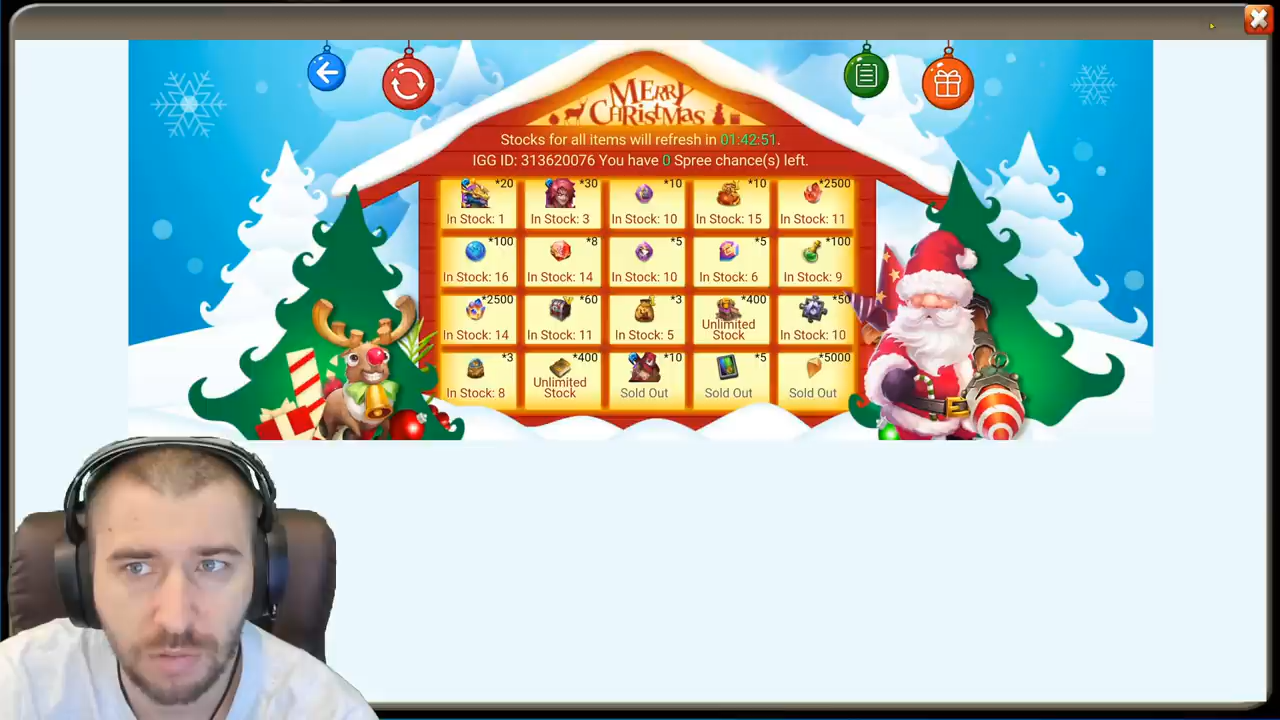 MERRY
CHRISTMAS
Stocks for all items will refresh in 01:42:51.
IGG ID: 313620076 You have 0 Spree chance(s) left.
*20 *30 *10 *10 *2500
In Stock: 1 In Stock: 3 In Stock: 10 In Stock: 15 In Stock: 11
*100 *8 *5 *5 *100
In Stock: 16 In Stock: 14 In Stock: 10 In Stock: 6 In Stock: 9
*2500 *60 *3 *400 *50
In Stock: 14 In Stock: 11 In Stock: 5 Unlimited Stock In Stock: 10
*3 *400 *10 *5 *5000
In Stock: 8 Unlimited Stock Sold Out Sold Out Sold Out